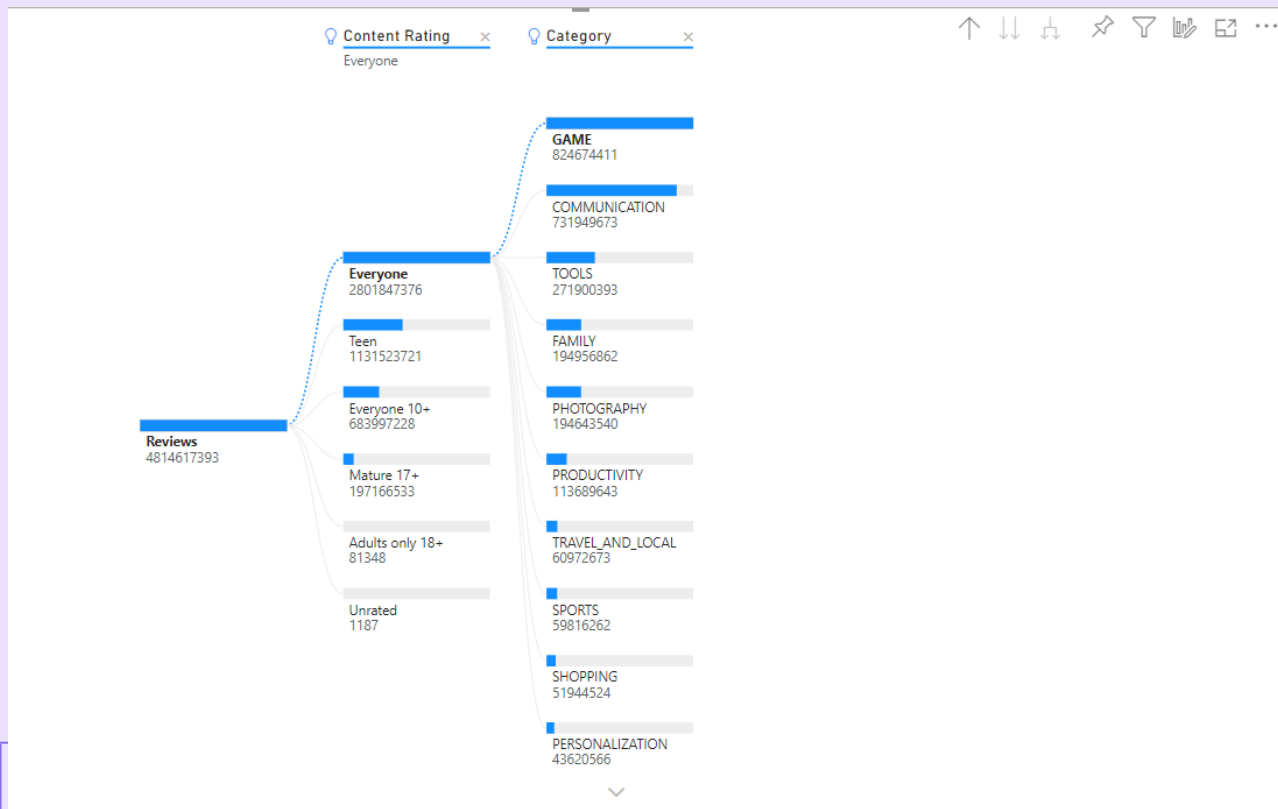 Content Rating
Everyone
Category
Reviews
4814617393
Everyone
2801847376
Teen
1131523721
Everyone 10+
683997228
Mature 17+
197166533
Adults only 18+
81348
Unrated
1187
GAME
824674411
COMMUNICATION
731949673
TOOLS
271900393
FAMILY
194956862
PHOTOGRAPHY
194643540
PRODUCTIVITY
113689643
TRAVEL_AND_LOCAL
60972673
SPORTS
59816262
SHOPPING
51944524
PERSONALIZATION
43620566